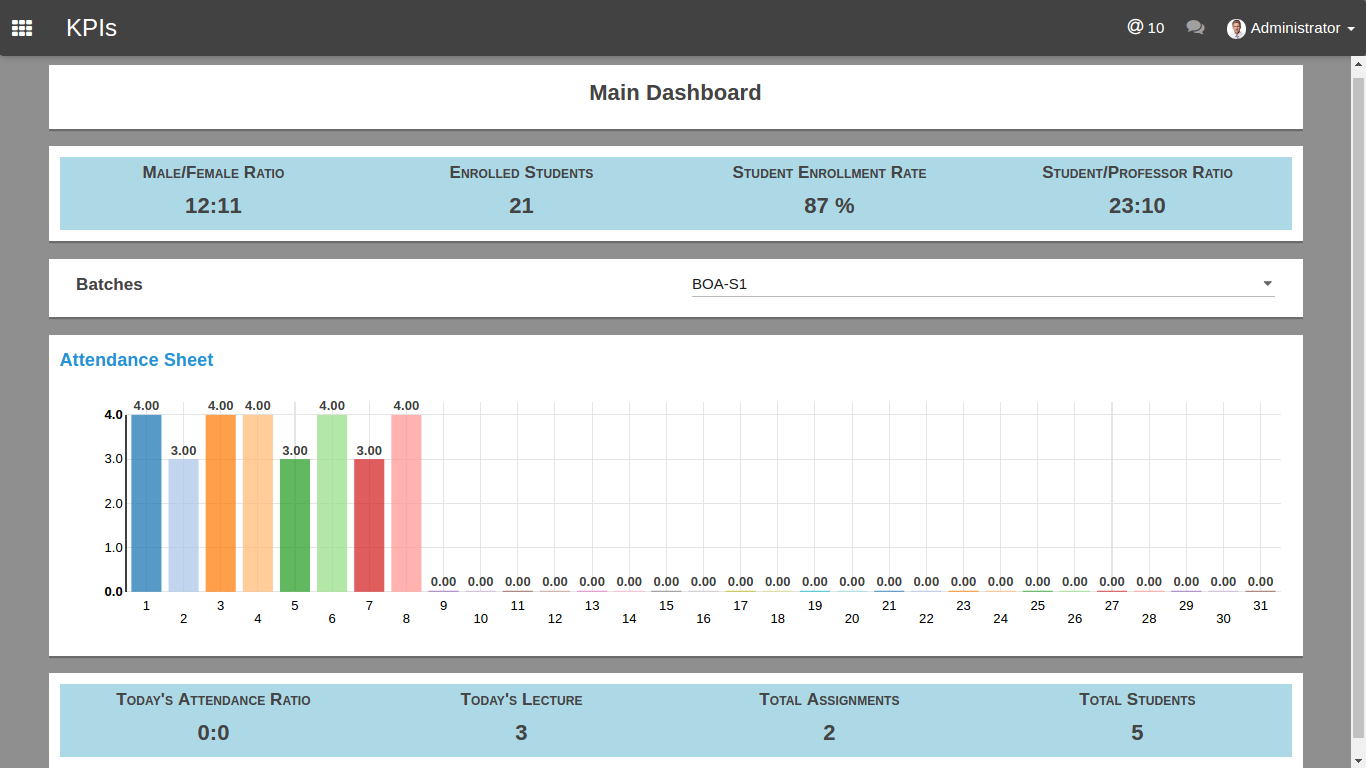 KPIs @ 10 Administrator
Main Dashboard
Male/Female Ratio Enrolled Students Student Enrollment Rate Student/Professor Ratio
12:11 21 87 % 23:10
Batches BOA-S1
Attendance Sheet
4.00 4.00 4.00 4.00 4.00
4.0
3.00 3.00 3.00
3.0
2.0
1.0
0.00 0.00 0.00 0.00 0.00 0.00 0.00 0.00 0.00 0.00 0.00 0.00 0.00 0.00 0.00 0.00 0.00 0.00 0.00 0.00 0.00 0.00 0.00
0.0
1 3 5 7 9 11 13 15 17 19 21 23 25 27 29 31
2 4 6 8 10 12 14 16 18 20 22 24 26 28 30
Today's Attendance Ratio Today's Lecture Total Assignments Total Students
0:0 3 2 5